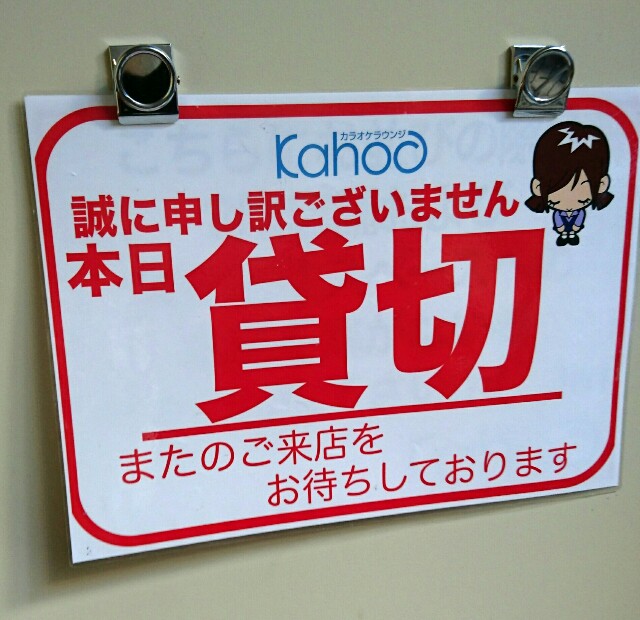 カラオケラウンジ
Kahoo
誠に申し訳ございません
本日貸切
またのご来店を
お待ちしております